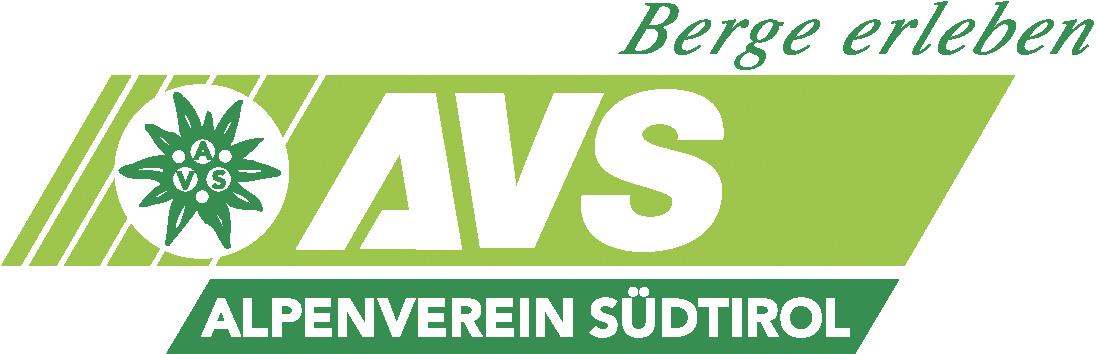 Berge erleben
A
V S
AVS
ALPENVEREIN SÜDTIROL